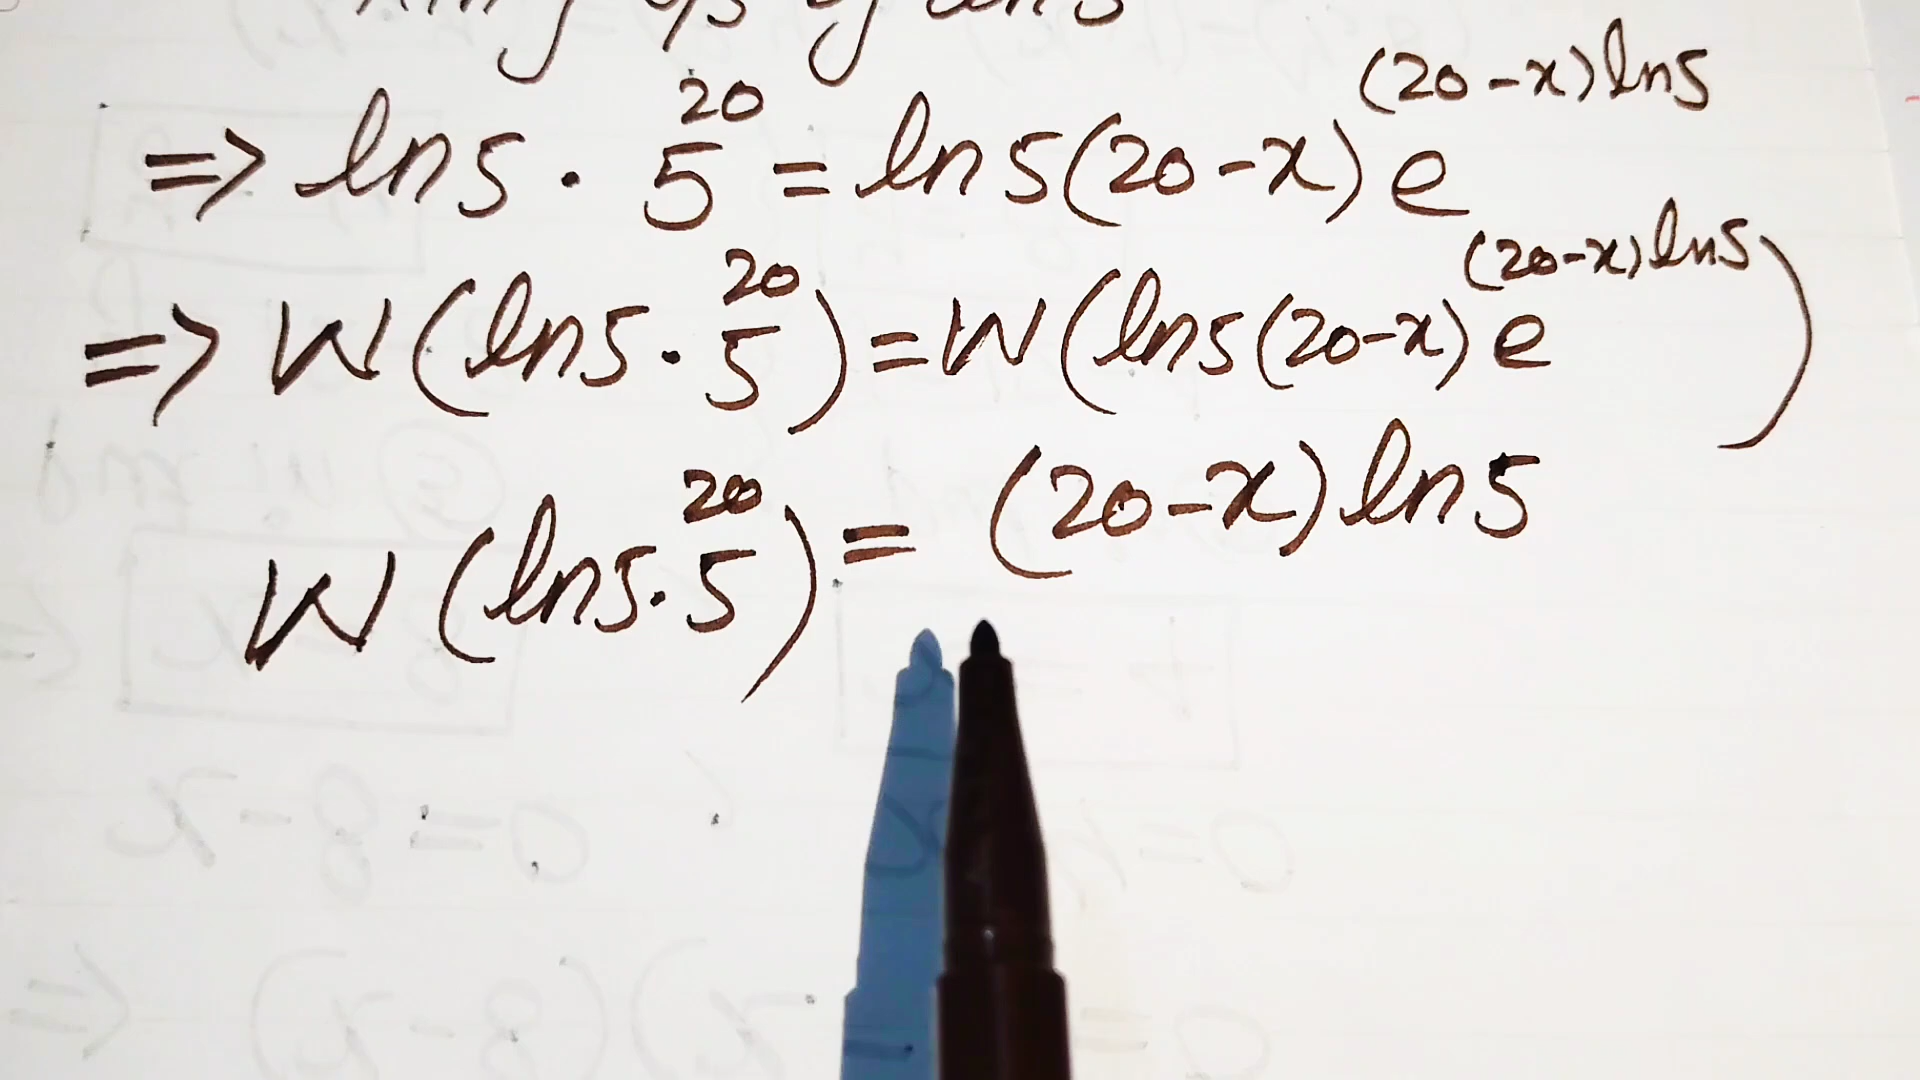 => ln5 · 5^20 = ln5(20-x)e^(20-x)ln5
=> W(ln5 · 5^20) = W(ln5(20-x)e^(20-x)ln5)
W(ln5 · 5^20) = (20-x)ln5